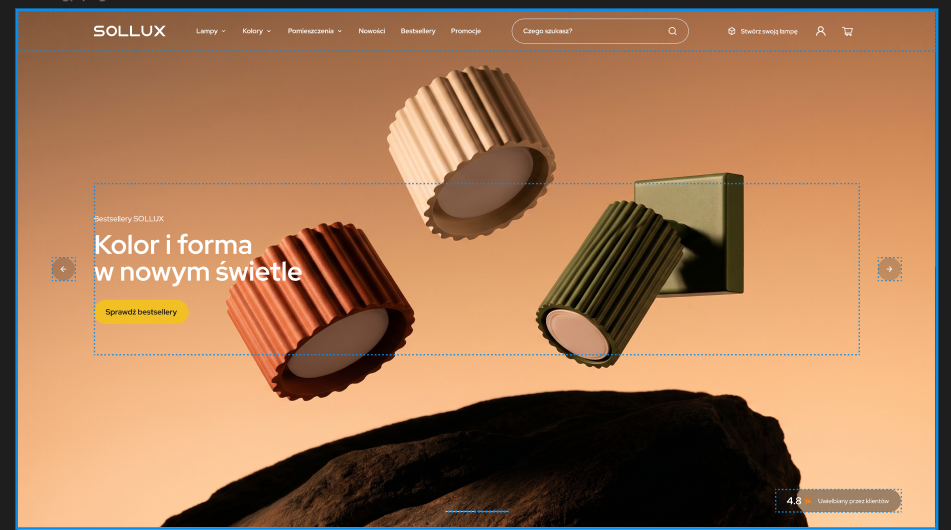 SOLLUX
Lampy
Kolory
Pomieszczenia
Nowości
Bestsellery
Promocje
Czego szukasz?
Stwórz swoją lampę
Bestsellery SOLLUX
Kolor i forma
w nowym świetle
Sprawdź bestsellery
4.8
Uwielbiany przez klientów